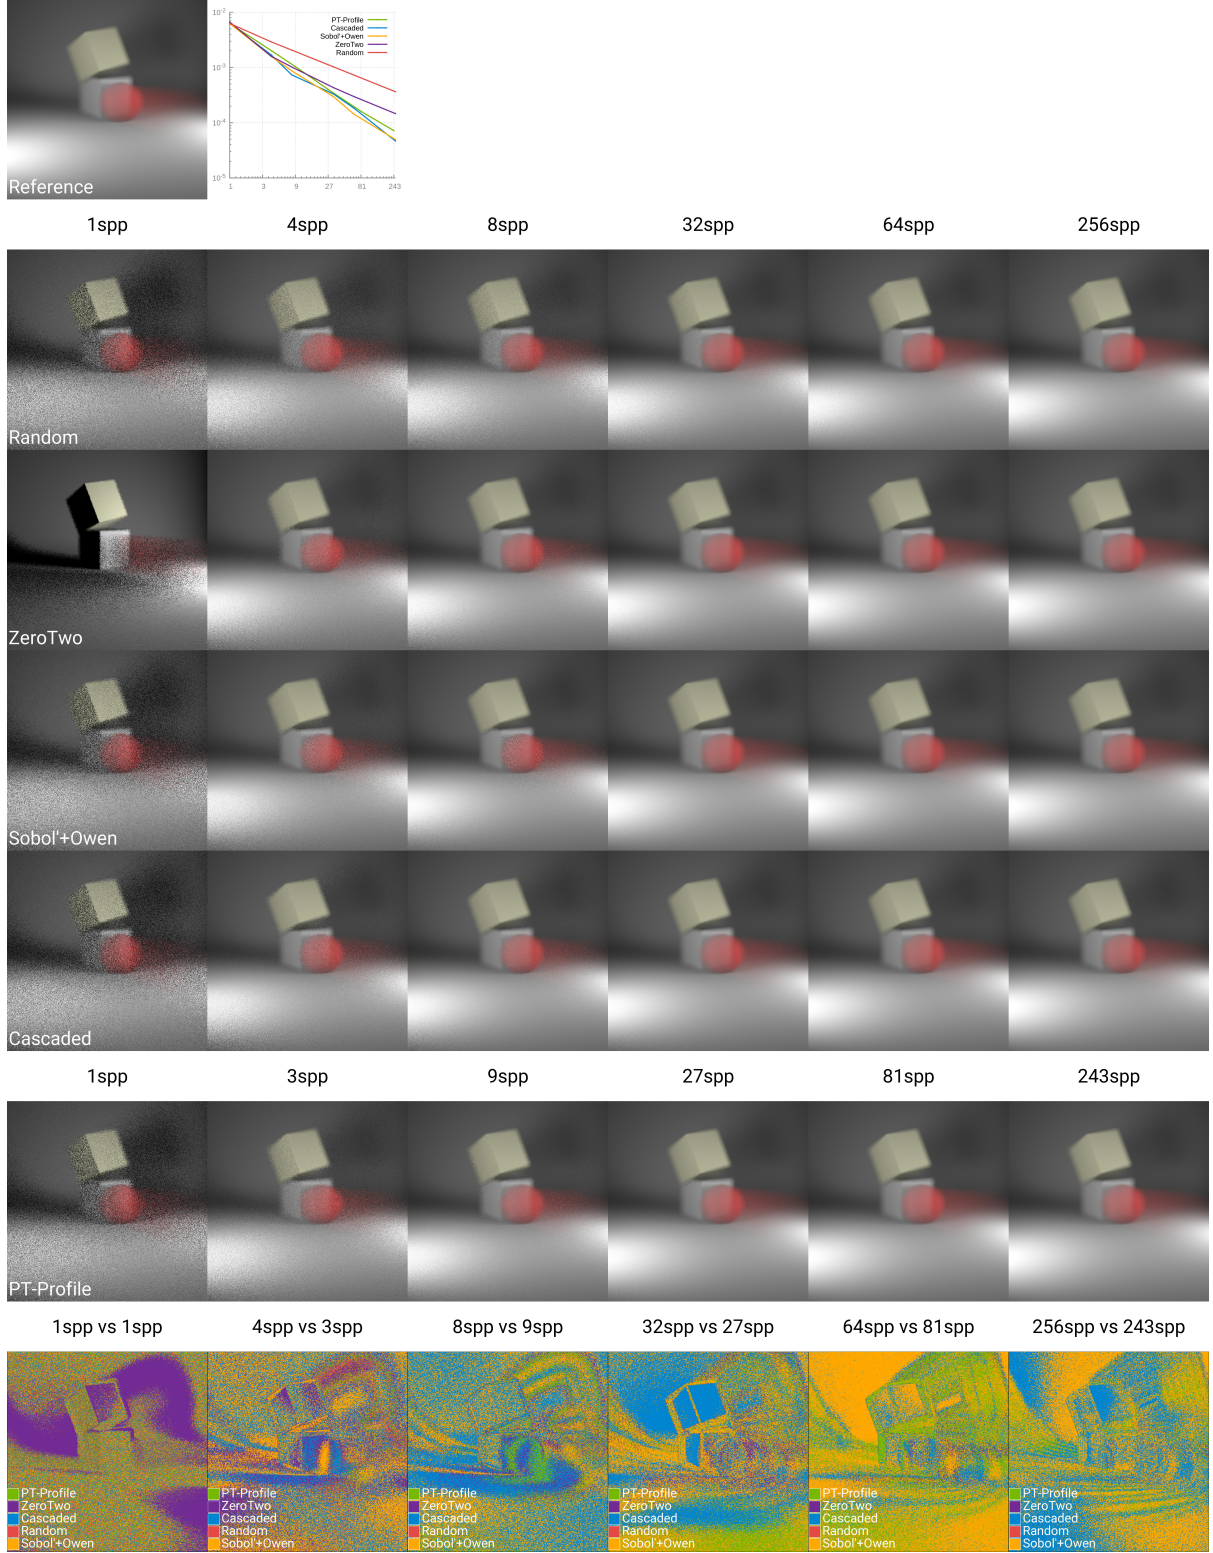 Reference
10-2
10-3
10-4
10-5
1 3 9 27 81 243
PT-Profile
Cascaded
Sobol'+Owen
ZeroTwo
Random
1spp 4spp 8spp 32spp 64spp 256spp
Random
ZeroTwo
Sobol'+Owen
Cascaded
1spp 3spp 9spp 27spp 81spp 243spp
PT-Profile
1spp vs 1spp 4spp vs 3spp 8spp vs 9spp 32spp vs 27spp 64spp vs 81spp 256spp vs 243spp
PT-Profile PT-Profile PT-Profile PT-Profile PT-Profile PT-Profile
ZeroTwo ZeroTwo ZeroTwo ZeroTwo ZeroTwo ZeroTwo
Cascaded Cascaded Cascaded Cascaded Cascaded Cascaded
Random Random Random Random Random Random
Sobol'+Owen Sobol'+Owen Sobol'+Owen Sobol'+Owen Sobol'+Owen Sobol'+Owen